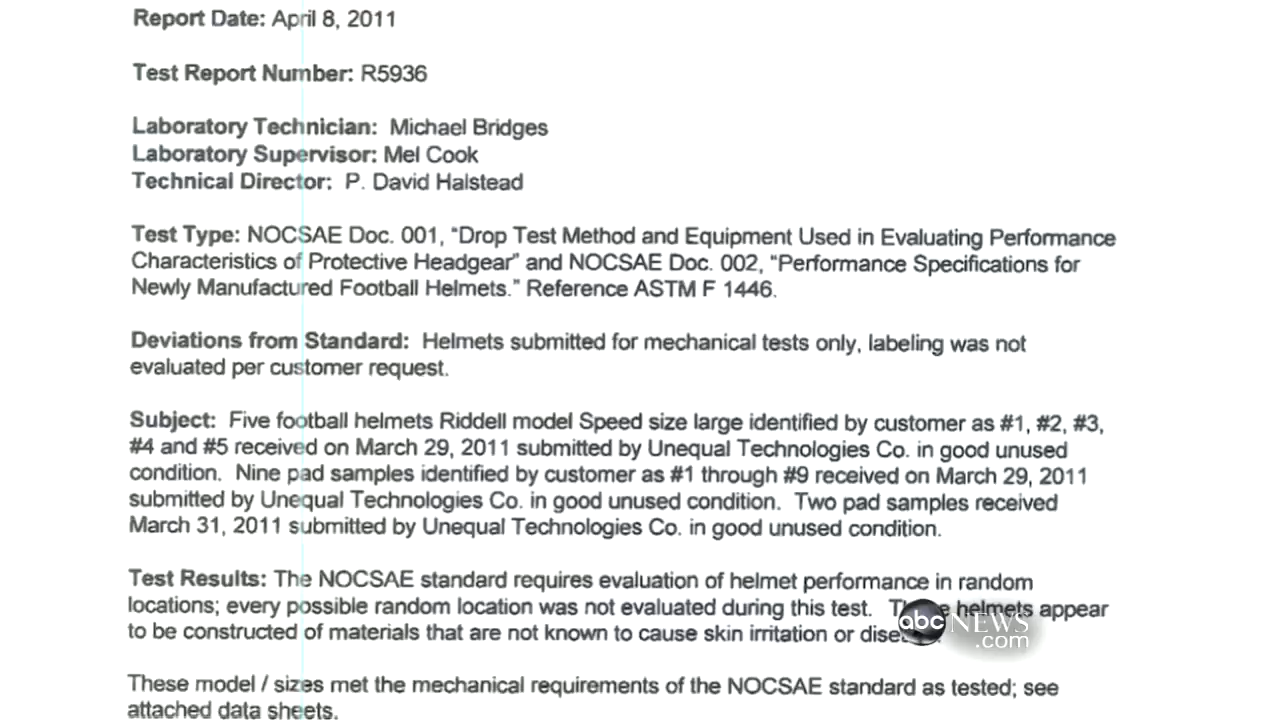 Report Date: April 8, 2011
Test Report Number: R5936
Laboratory Technician: Michael Bridges
Laboratory Supervisor: Mel Cook
Technical Director: P. David Halstead
Test Type: NOCSAE Doc. 001, "Drop Test Method and Equipment Used in Evaluating Performance
Characteristics of Protective Headgear" and NOCSAE Doc. 002, "Performance Specifications for
Newly Manufactured Football Helmets." Reference ASTM F 1446.
Deviations from Standard: Helmets submitted for mechanical tests only, labeling was not
evaluated per customer request.
Subject: Five football helmets Riddell model Speed size large identified by customer as #1, #2, #3,
#4 and #5 received on March 29, 2011 submitted by Unequal Technologies Co. in good unused
condition. Nine pad samples identified by customer as #1 through #9 received on March 29, 2011
submitted by Unequal Technologies Co. in good unused condition. Two pad samples received
March 31, 2011 submitted by Unequal Technologies Co. in good unused condition.
Test Results: The NOCSAE standard requires evaluation of helmet performance in random
locations; every possible random location was not evaluated during this test. helmets appear
to be constructed of materials that are not known to cause skin irritation or
abc NEWS
.com
These model / sizes met the mechanical requirements of the NOCSAE standard as tested; see
attached data sheets.